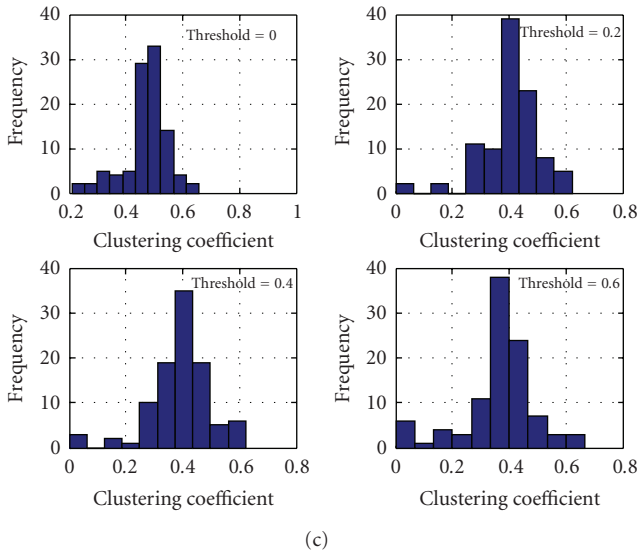 40
30
20
10
0
Frequency
Threshold = 0
0.2 0.4 0.6 0.8 1
Clustering coefficient
40
30
20
10
0
Frequency
Threshold = 0.2
0 0.2 0.4 0.6 0.8
Clustering coefficient
40
30
20
10
0
Frequency
Threshold = 0.4
0 0.2 0.4 0.6 0.8
Clustering coefficient
40
30
20
10
0
Frequency
Threshold = 0.6
0 0.2 0.4 0.6 0.8
Clustering coefficient
(c)